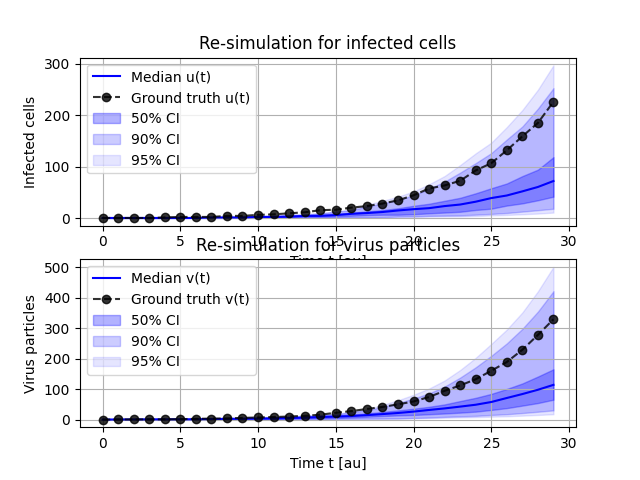 Re-simulation for infected cells
300
200
100
0
Infected cells
Median u(t)
Ground truth u(t)
50% CI
90% CI
95% CI
0 5 10 15 20 25 30
Time t [au]
Re-simulation for virus particles
500
400
300
200
100
0
Virus particles
Median v(t)
Ground truth v(t)
50% CI
90% CI
95% CI
0 5 10 15 20 25 30
Time t [au]